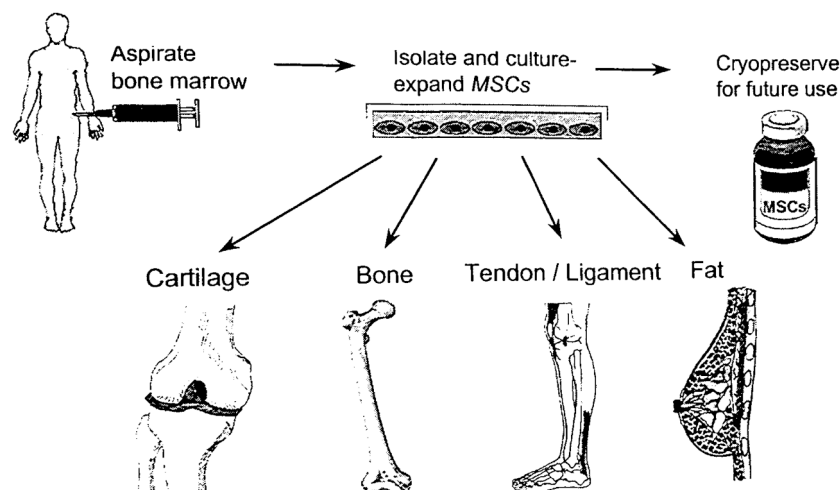 Aspirate
bone marrow
Isolate and culture-
expand MSCs
Cryopreserve
for future use
MSCs
Cartilage
Bone
Tendon / Ligament
Fat